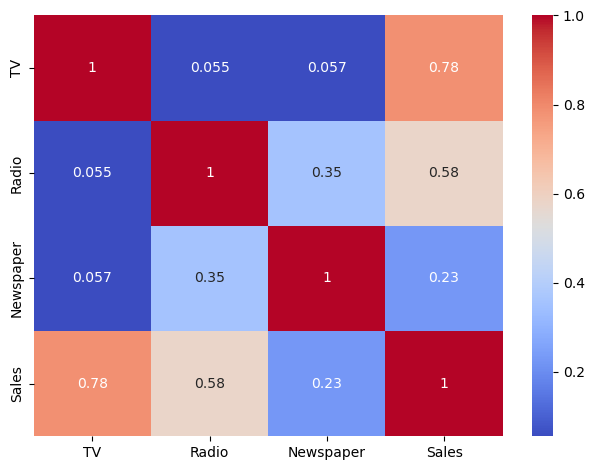 TV 1 0.055 0.057 0.78
Radio 0.055 1 0.35 0.58
Newspaper 0.057 0.35 1 0.23
Sales 0.78 0.58 0.23 1
TV Radio Newspaper Sales
1.0
0.8
0.6
0.4
0.2